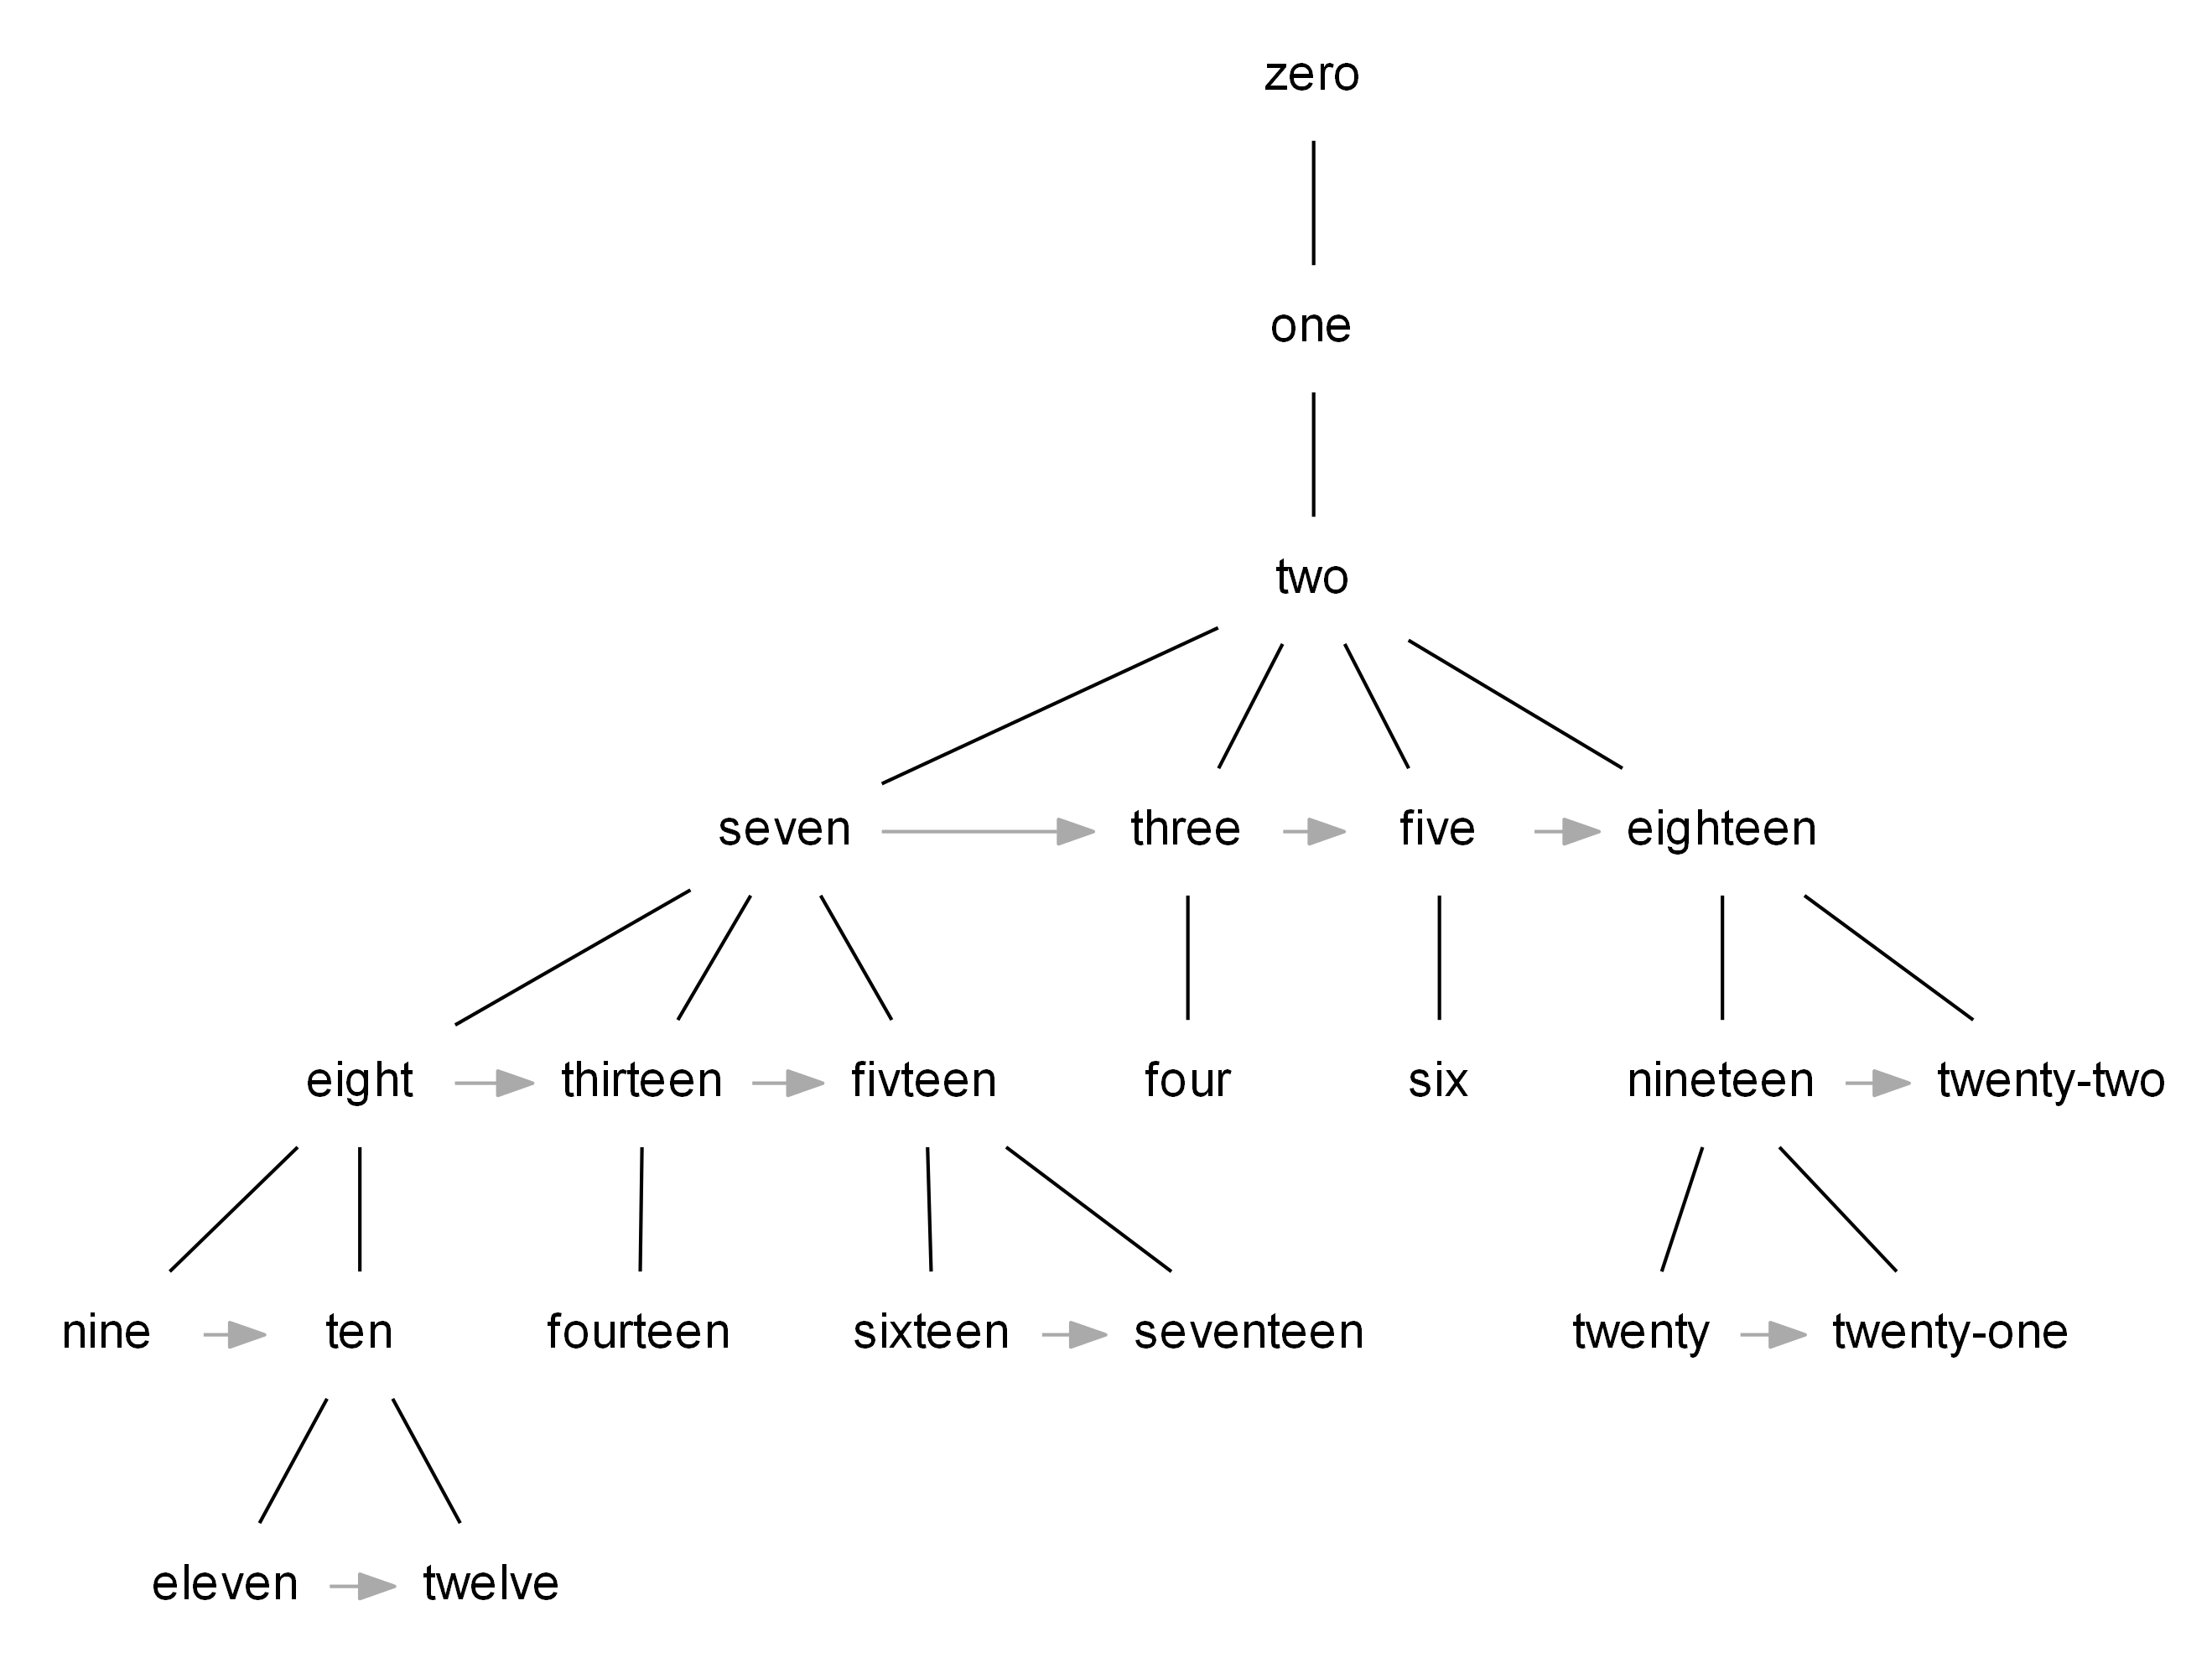 zero
one
two
seven three five eighteen
eight thirteen fivteen four six nineteen twenty-two
nine ten fourteen sixteen seventeen twenty twenty-one
eleven twelve